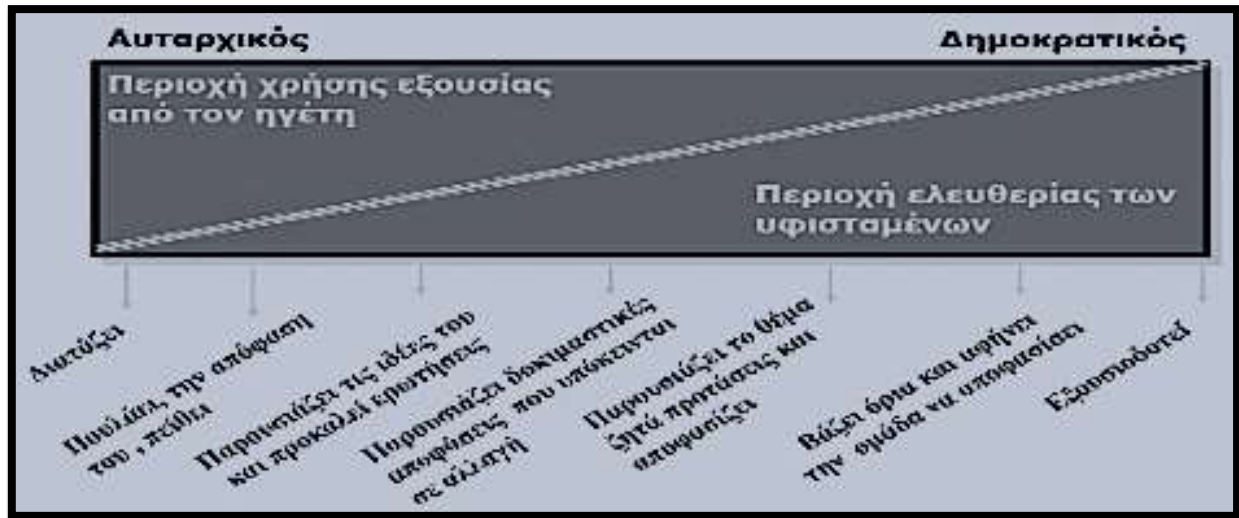 Αυταρχικός
Δημοκρατικός
Περιοχή χρήσης εξουσίας
από τον ηγέτη
Περιοχή ελευθερίας των
υφισταμένων
Διατάζει
Πουλάει, την απόφαση
του , πείθει
Παρουσιάζει τις ιδέες του
και προκαλεί ερωτήσεις
Παρουσιάζει δοκιμαστικές
αποφάσεις που υπόκεινται
σε αλλαγή
Παρουσιάζει το θέμα
ζητά προτάσεις και
αποφασίζει
Βάζει όρια και αφήνει
την ομάδα να αποφασίσει
Εξουσιοδοτεί